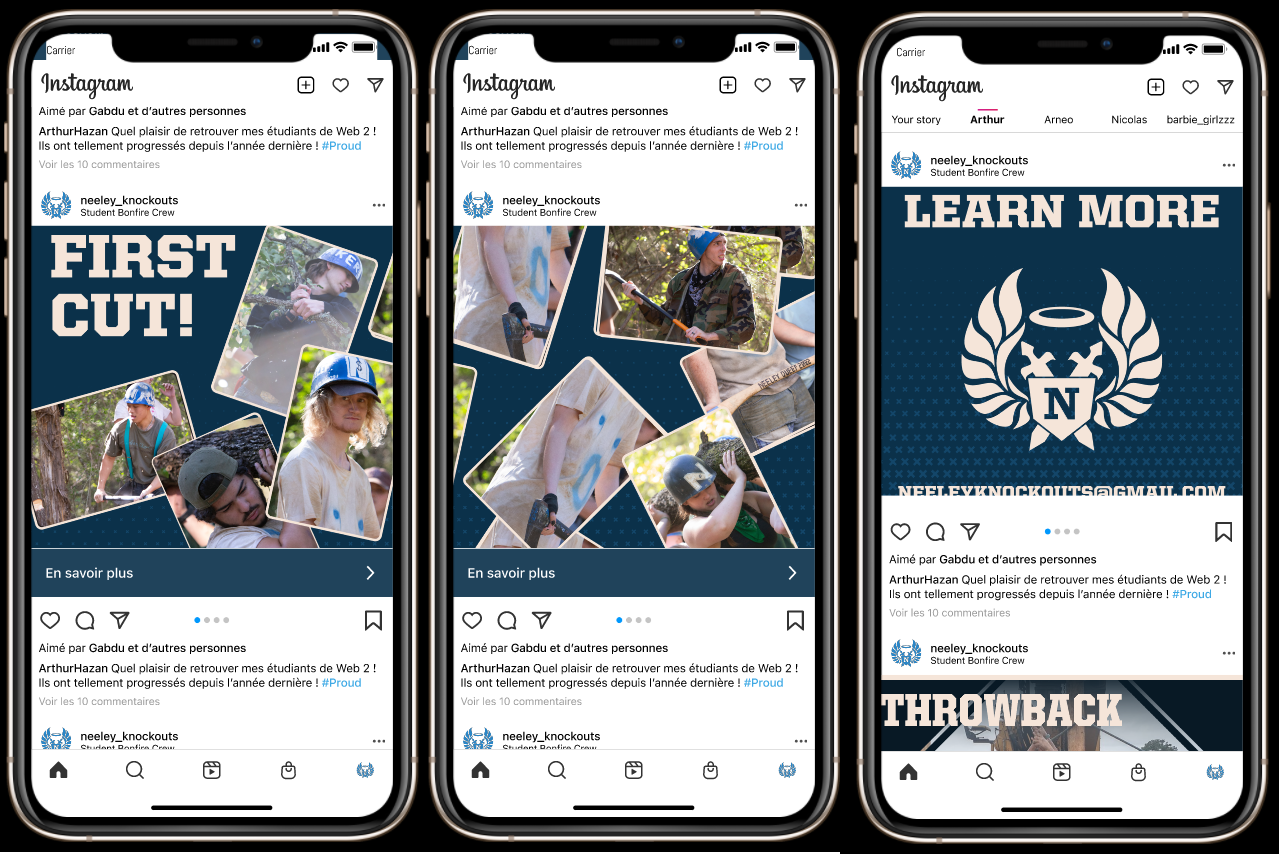 Carrier
Instagram
Aimé par Gabdu et d'autres personnes
ArthurHazan Quel plaisir de retrouver mes étudiants de Web 2 !
Ils ont tellement progressés depuis l'année dernière ! #Proud
Voir les 10 commentaires
neeley_knockouts
Student Bonfire Crew
FIRST
CUT!
En savoir plus
Aimé par Gabdu et d'autres personnes
ArthurHazan Quel plaisir de retrouver mes étudiants de Web 2 !
Ils ont tellement progressés depuis l'année dernière ! #Proud
Voir les 10 commentaires
neeley_knockouts
Student Bonfire Crew
Carrier
Instagram
Aimé par Gabdu et d'autres personnes
ArthurHazan Quel plaisir de retrouver mes étudiants de Web 2 !
Ils ont tellement progressés depuis l'année dernière ! #Proud
Voir les 10 commentaires
neeley_knockouts
Student Bonfire Crew
N
En savoir plus
Aimé par Gabdu et d'autres personnes
ArthurHazan Quel plaisir de retrouver mes étudiants de Web 2 !
Ils ont tellement progressés depuis l'année dernière ! #Proud
Voir les 10 commentaires
neeley_knockouts
Student Bonfire Crew
Carrier
Instagram
Your story Arthur Arneo Nicolas barbie_girlzzz
neeley_knockouts
Student Bonfire Crew
LEARN MORE
N
NEELEYKNOCKOUTS@GMAIL.COM
Aimé par Gabdu et d'autres personnes
ArthurHazan Quel plaisir de retrouver mes étudiants de Web 2 !
Ils ont tellement progressés depuis l'année dernière ! #Proud
Voir les 10 commentaires
neeley_knockouts
Student Bonfire Crew
THROWBACK